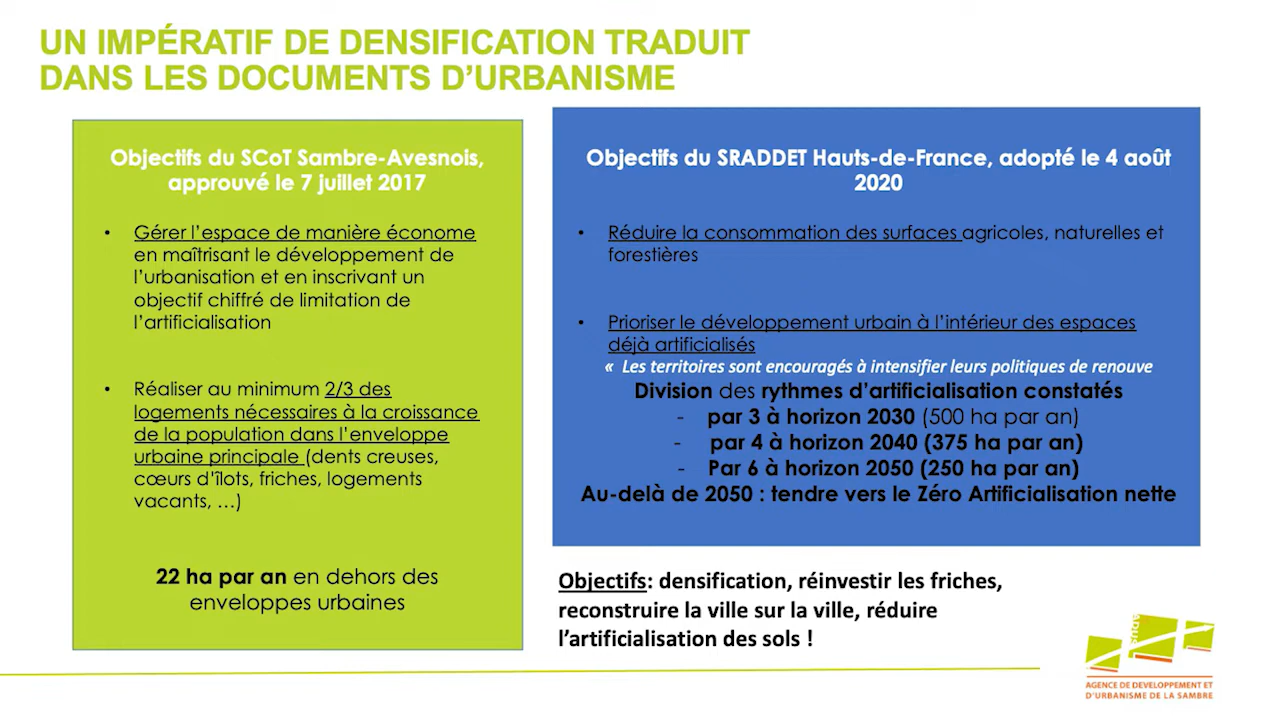 UN IMPÉRATIF DE DENSIFICATION TRADUIT
DANS LES DOCUMENTS D'URBANISME
Objectifs du SCoT Sambre-Avesnois,
approuvé le 7 juillet 2017
• Gérer l'espace de manière économe
en maîtrisant le développement de
l'urbanisation et en inscrivant un
objectif chiffré de limitation de
l'artificialisation
• Réaliser au minimum 2/3 des
logements nécessaires à la croissance
de la population dans l'enveloppe
urbaine principale (dents creuses,
cœurs d'îlots, friches, logements
vacants, …)
22 ha par an en dehors des
enveloppes urbaines
Objectifs du SRADDET Hauts-de-France, adopté le 4 août
2020
• Réduire la consommation des surfaces agricoles, naturelles et
forestières
• Prioriser le développement urbain à l'intérieur des espaces
déjà artificialisés
« Les territoires sont encouragés à intensifier leurs politiques de renouve
Division des rythmes d'artificialisation constatés
- par 3 à horizon 2030 (500 ha par an)
- par 4 à horizon 2040 (375 ha par an)
- Par 6 à horizon 2050 (250 ha par an)
Au-delà de 2050 : tendre vers le Zéro Artificialisation nette
Objectifs: densification, réinvestir les friches,
reconstruire la ville sur la ville, réduire
l'artificialisation des sols !
AGENCE DE DEVELOPPEMENT ET
D'URBANISME DE LA SAMBRE